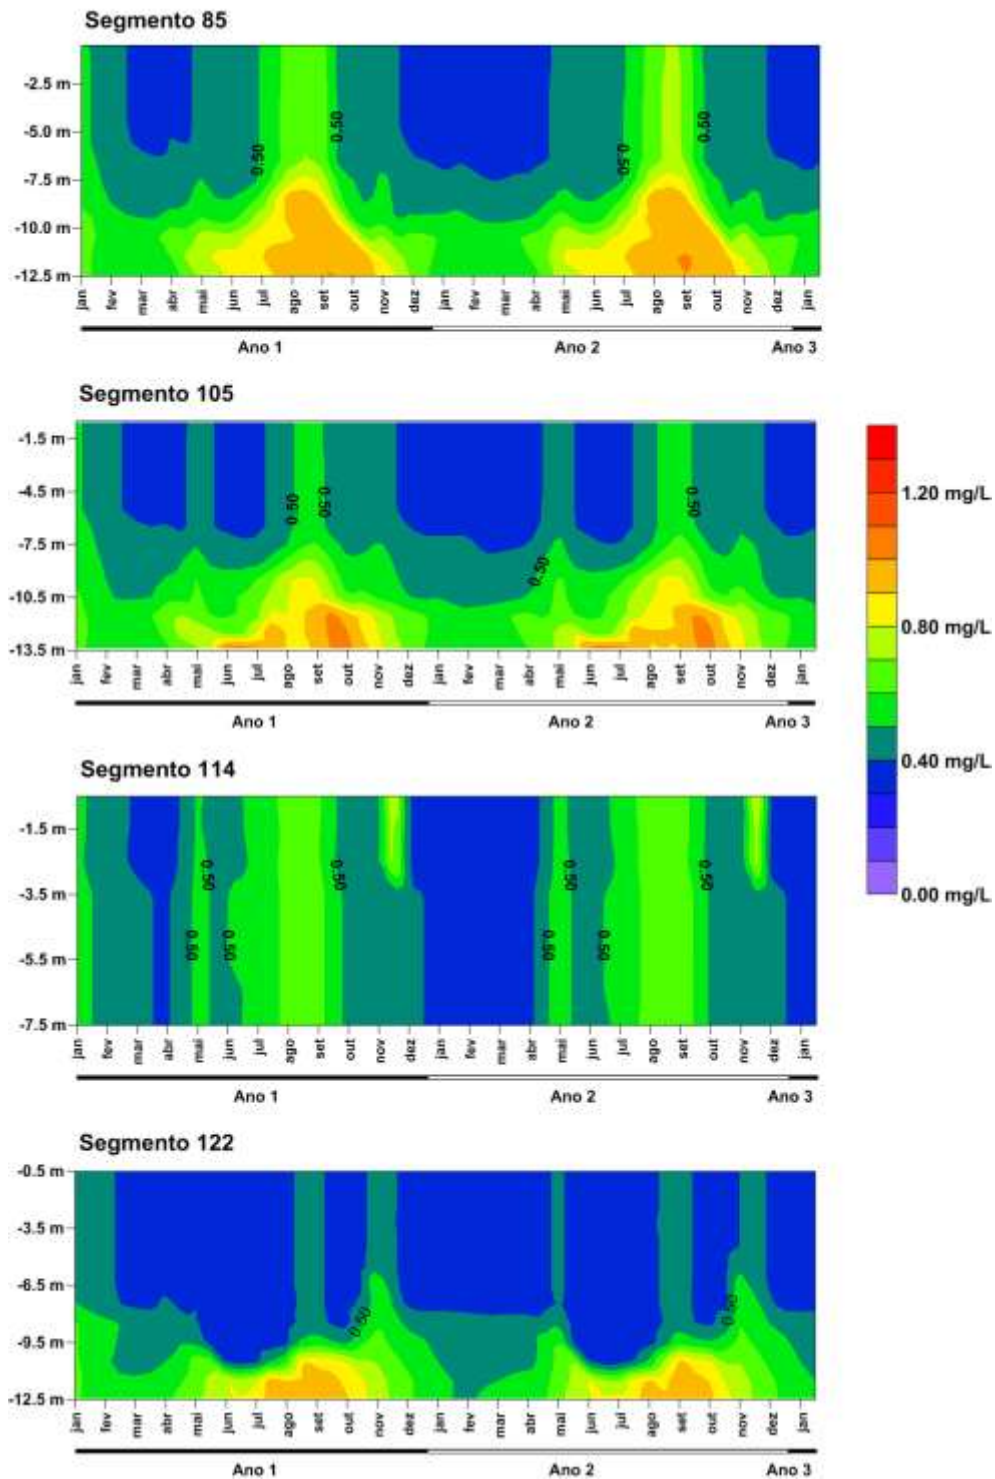 Segmento 85
-2.5 m
-5.0 m
-7.5 m
-10.0 m
-12.5 m
0.50 0.50 0.50 0.50
jan fev mar abr mai jun jul ago set out nov dez jan fev mar abr mai jun jul ago set out nov dez jan
Ano 1 Ano 2 Ano 3
Segmento 105
-1.5 m
-4.5 m
-7.5 m
-10.5 m
-13.5 m
0.50 0.50 0.50 0.50
jan fev mar abr mai jun jul ago set out nov dez jan fev mar abr mai jun jul ago set out nov dez jan
Ano 1 Ano 2 Ano 3
1.20 mg/L
0.80 mg/L
0.40 mg/L
0.00 mg/L
Segmento 114
-1.5 m
-3.5 m
-5.5 m
-7.5 m
0.50 0.50 0.50 0.50
0.50 0.50 0.50 0.50
jan fev mar abr mai jun jul ago set out nov dez jan fev mar abr mai jun jul ago set out nov dez jan
Ano 1 Ano 2 Ano 3
Segmento 122
-0.5 m
-3.5 m
-6.5 m
-9.5 m
-12.5 m
0.50 0.50
jan fev mar abr mai jun jul ago set out nov dez jan fev mar abr mai jun jul ago set out nov dez jan
Ano 1 Ano 2 Ano 3